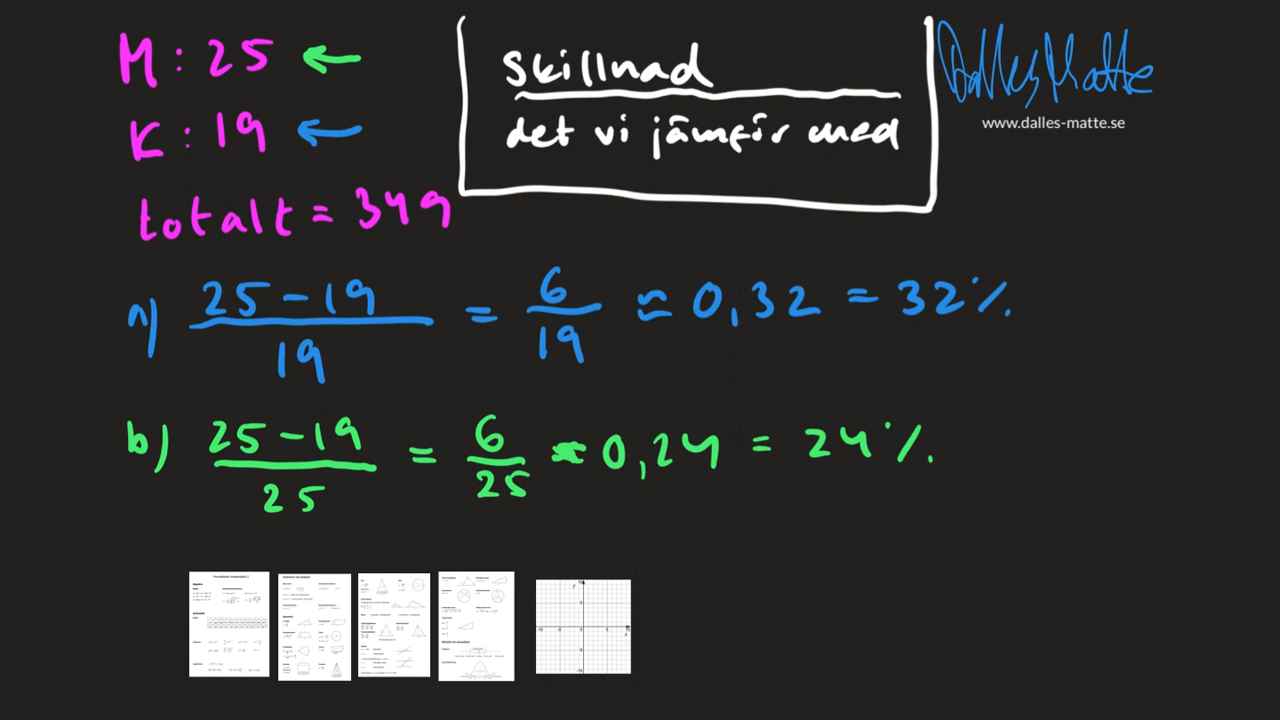 M: 25 ←
K: 19 ←
totalt = 349
skillnad
det vi jämför med
Dalles Matte
www.dalles-matte.se
a) 25 - 19 / 19 = 6 / 19 ≈ 0,32 = 32 %.
b) 25 - 19 / 25 = 6 / 25 = 0,24 = 24 %.